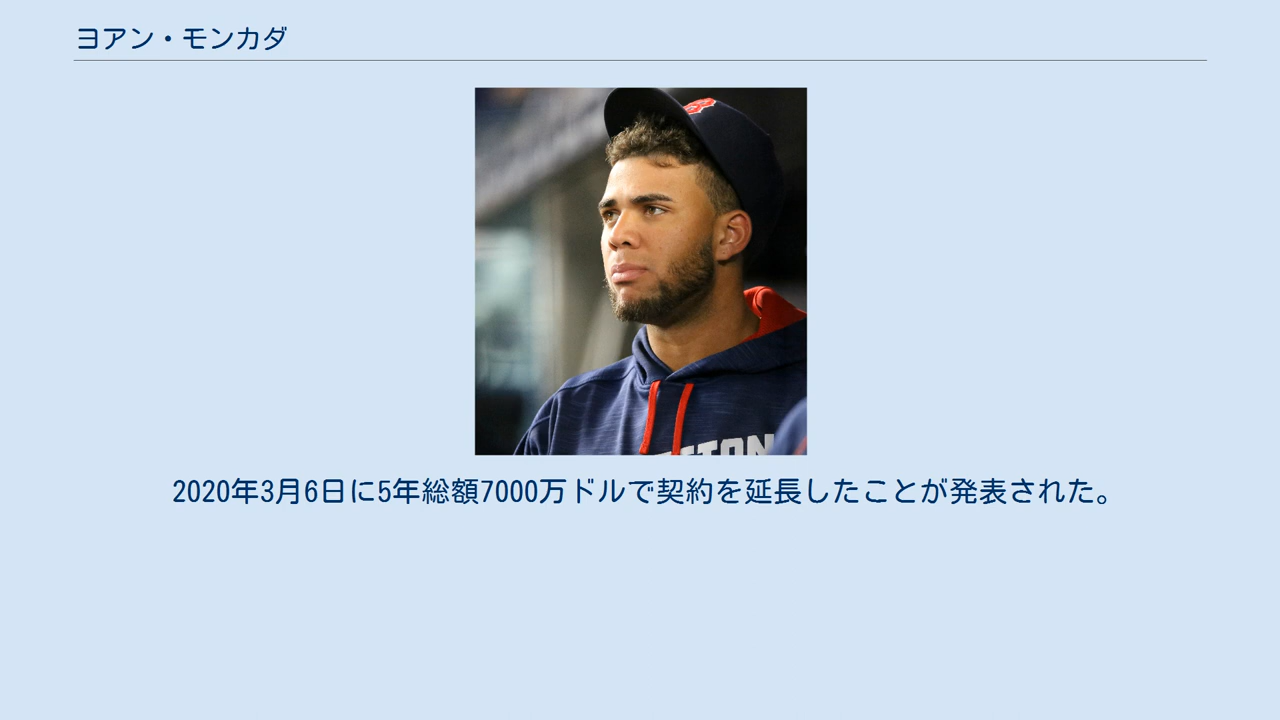 ヨアン・モンカダ
2020年3月6日に5年総額7000万ドルで契約を延長したことが発表された。